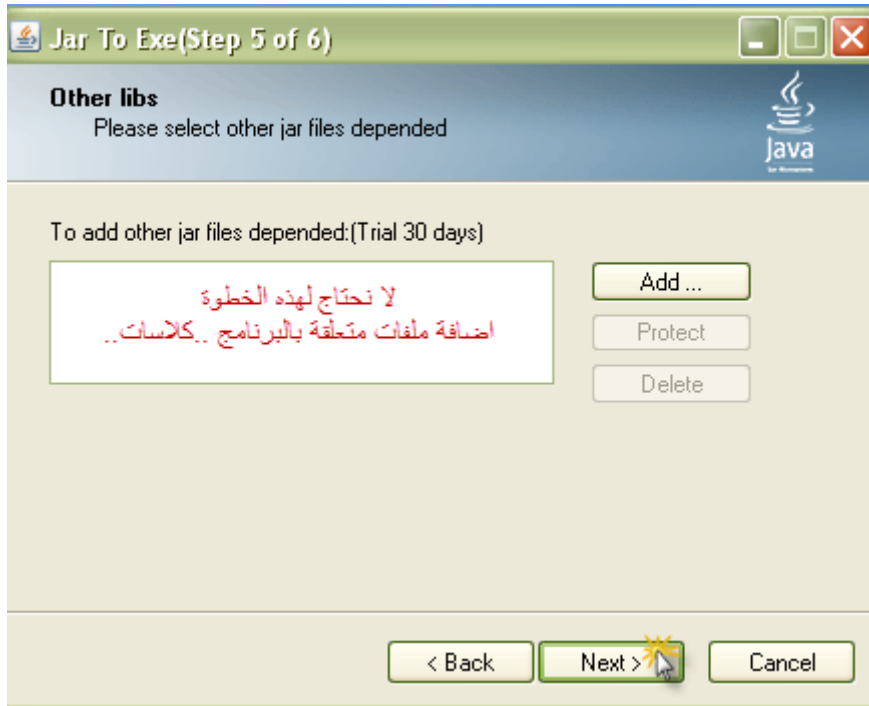 Jar To Exe(Step 5 of 6)
Other libs
Please select other jar files depended
Java
To add other jar files depended:(Trial 30 days)
لا نحتاج لهذه الخطوة
اضافة ملفات متعلقة بالبرنامج ..كلاسات..
Add ...
Protect
Delete
< Back
Next >
Cancel